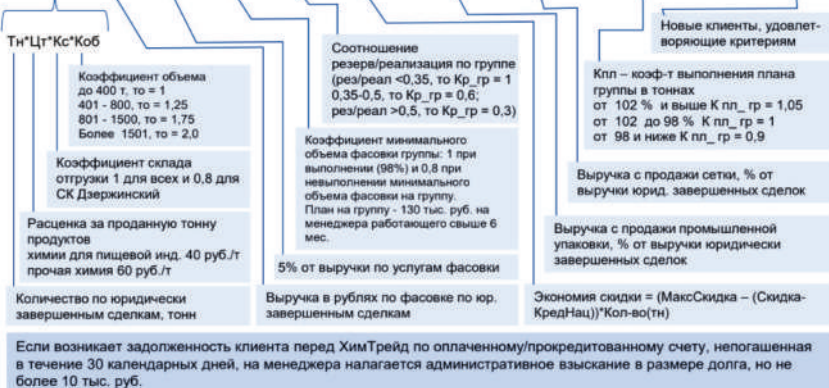 Тн*Цт*Кс*Коб
Коэффициент объема
до 400 т, то = 1
401 - 800, то = 1,25
801 - 1500, то = 1,75
Более 1501, то = 2,0
Коэффициент склада
отгрузки 1 для всех и 0,8 для
СК Дзержинский
Расценка за проданную тонну
продуктов
химии для пищевой инд. 40 руб./т
прочая химия 60 руб./т
Количество по юридически
завершенным сделкам, тонн
Соотношение
резерв/реализация по группе
(рез/реал <0,35, то Кр_гр = 1
0,35-0,5, то Кр_гр = 0,6;
рез/реал >0,5, то Кр_гр = 0,3)
Коэффициент минимального
объема фасовки группы: 1 при
выполнении (98%) и 0,8 при
невыполнении минимального
объема фасовки на группу.
План на группу - 130 тыс. руб. на
менеджера работающего свыше 6
мес.
5% от выручки по услугам фасовки
Выручка в рублях по фасовке по юр.
завершенным сделкам
Новые клиенты, удовлет-
воряющие критериям
Кпл – коэф-т выполнения плана
группы в тоннах
от 102 % и выше К пл_ гр = 1,05
от 102 до 98 % К пл_ гр = 1
от 98 и ниже К пл_ гр = 0,9
Выручка с продажи сетки, % от
выручки юрид. завершенных сделок
Выручка с продажи промышленной
упаковки, % от выручки юридически
завершенных сделок
Экономия скидки = (МаксСкидка – (Скидка-
КредНац))*Кол-во(тн)
Если возникает задолженность клиента перед ХимТрейд по оплаченному/прокредитованному счету, непогашенная
в течение 30 календарных дней, на менеджера налагается административное взыскание в размере долга, но не
более 10 тыс. руб.